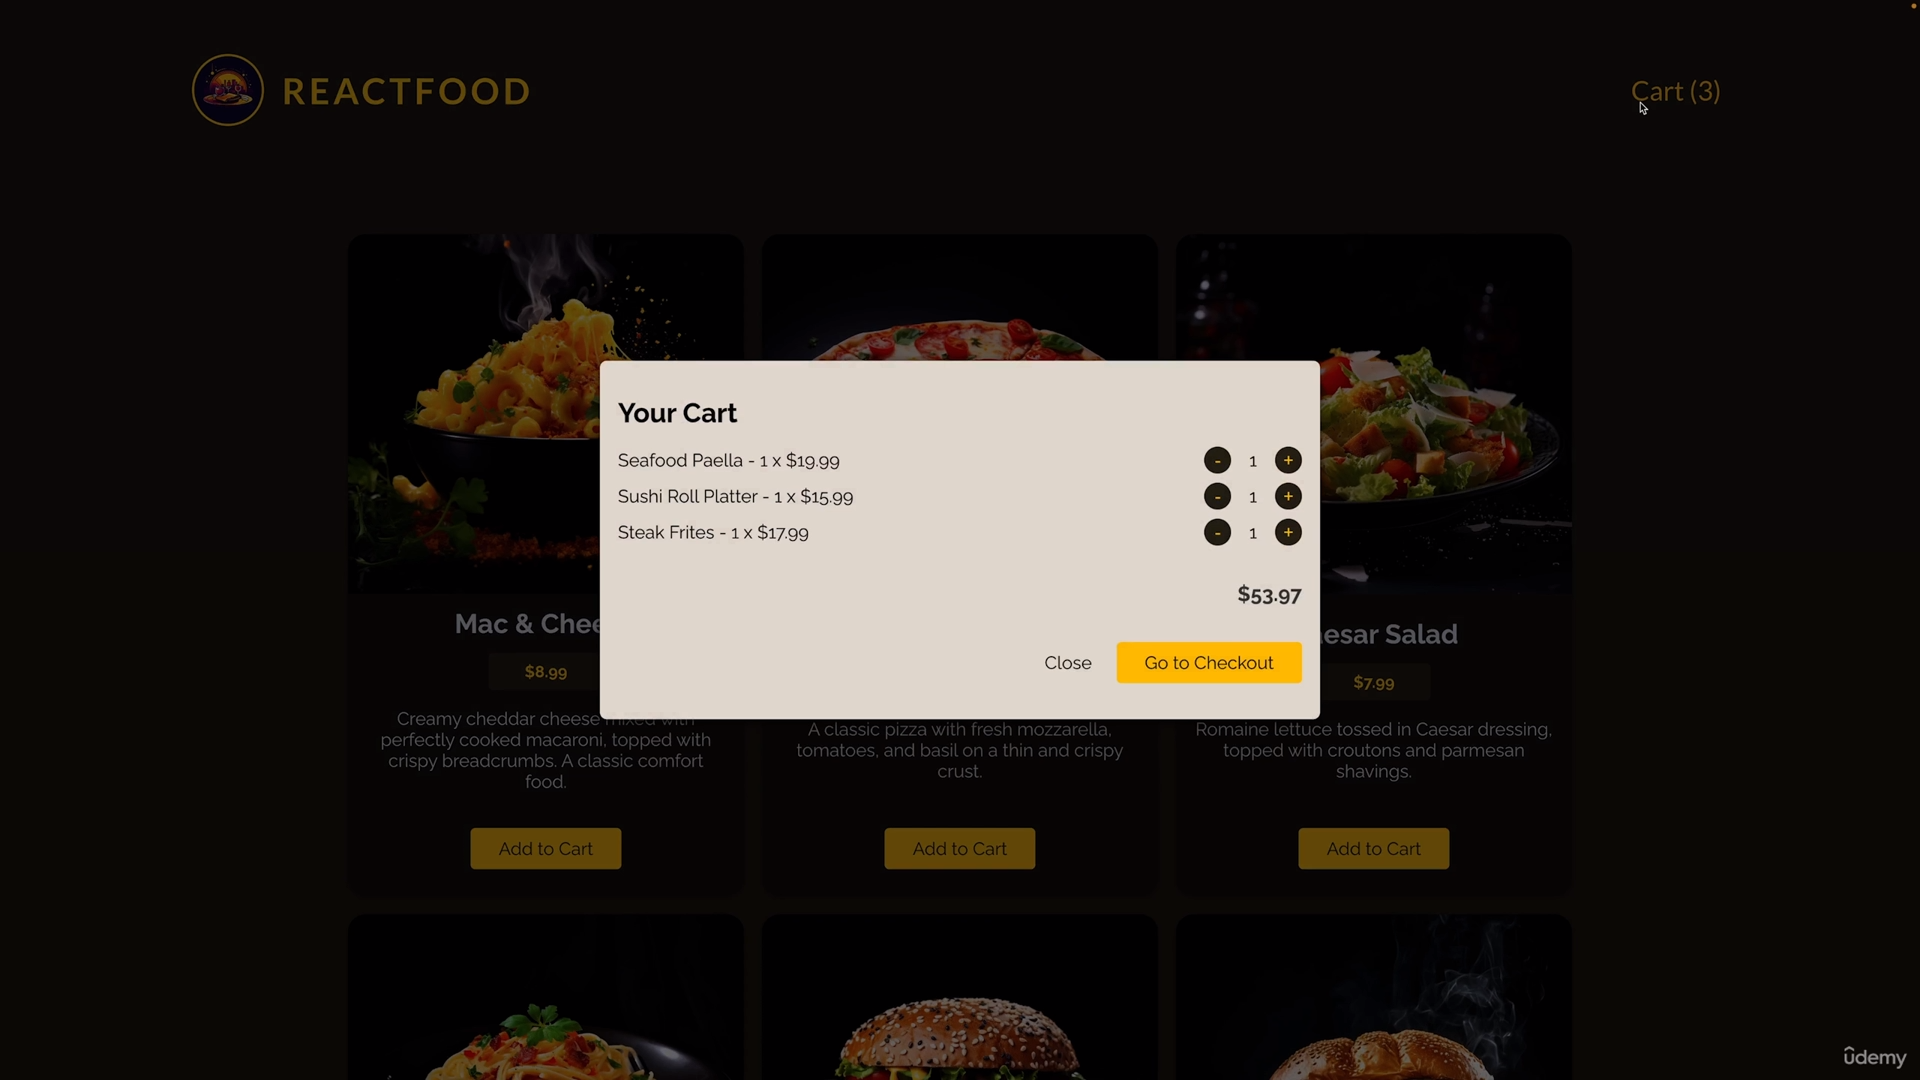 REACTFOOD
Cart (3)
Your Cart
Seafood Paella - 1 x $19.99
- 1 +
Sushi Roll Platter - 1 x $15.99
- 1 +
Steak Frites - 1 x $17.99
- 1 +
$53.97
Close
Go to Checkout
Mac & Chee
$8.99
Creamy cheddar cheese mixed with
perfectly cooked macaroni, topped with
crispy breadcrumbs. A classic comfort
food.
Add to Cart
A classic pizza with fresh mozzarella,
tomatoes, and basil on a thin and crispy
crust.
Add to Cart
esar Salad
$7.99
Romaine lettuce tossed in Caesar dressing,
topped with croutons and parmesan
shavings.
Add to Cart
ûdemy